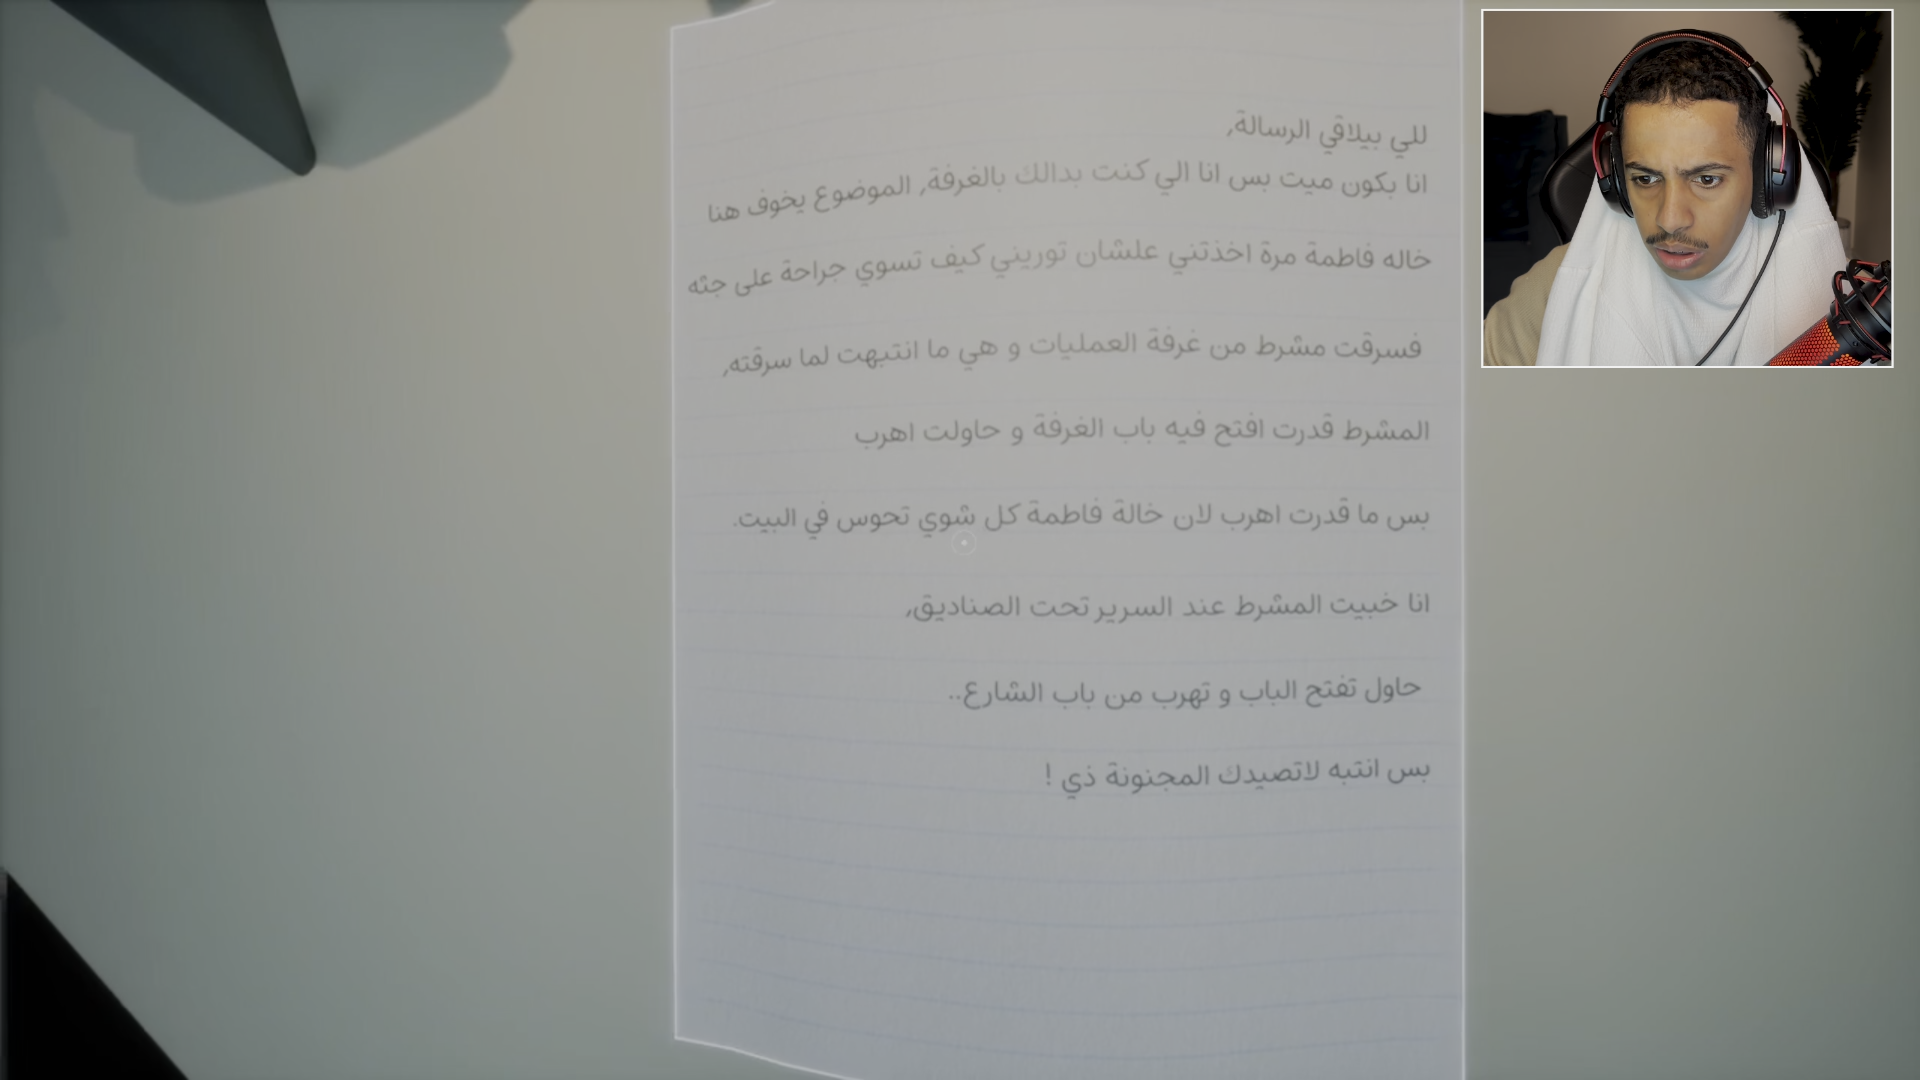 للي بيلاقي الرسالة,
انا بكون ميت بس انا الي كنت بدالك بالغرفة, الموضوع يخوف هنا
خاله فاطمة مرة اخذتني علشان توريني كيف تسوي جراحة على جثه
فسرقت مشرط من غرفة العمليات و هي ما انتبهت لما سرقته,
المشرط قدرت افتح فيه باب الغرفة و حاولت اهرب
بس ما قدرت اهرب لان خالة فاطمة كل شوي تحوس في البيت.
انا خبيت المشرط عند السرير تحت الصناديق,
حاول تفتح الباب و تهرب من باب الشارع..
بس انتبه لاتصيدك المجنونة ذي !